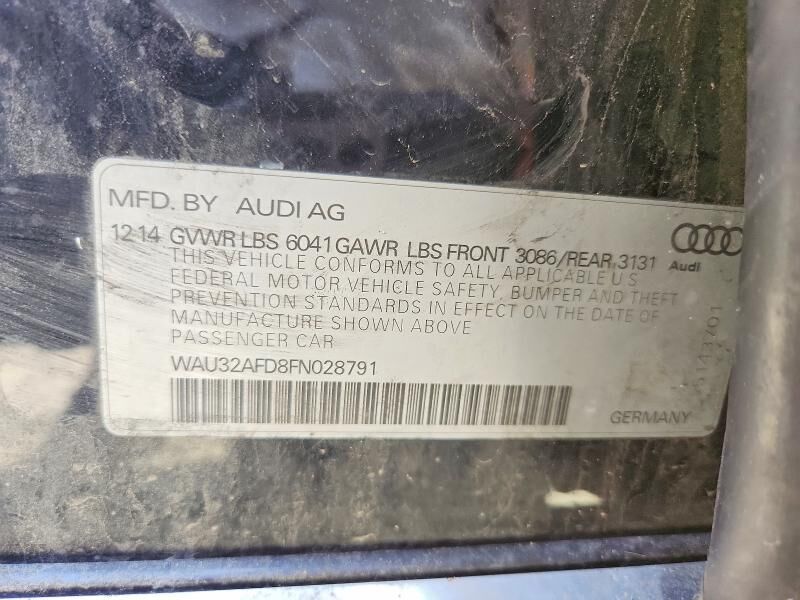 MFD. BY AUDI AG
12-14 GVWR LBS 6041 GAWR LBS FRONT 3086/REAR 3131
Audi
THIS VEHICLE CONFORMS TO ALL APPLICABLE U S
FEDERAL MOTOR VEHICLE SAFETY, BUMPER AND THEFT
PREVENTION STANDARDS IN EFFECT ON THE DATE OF
MANUFACTURE SHOWN ABOVE
PASSENGER CAR
WAU32AFD8FN028791
GERMANY